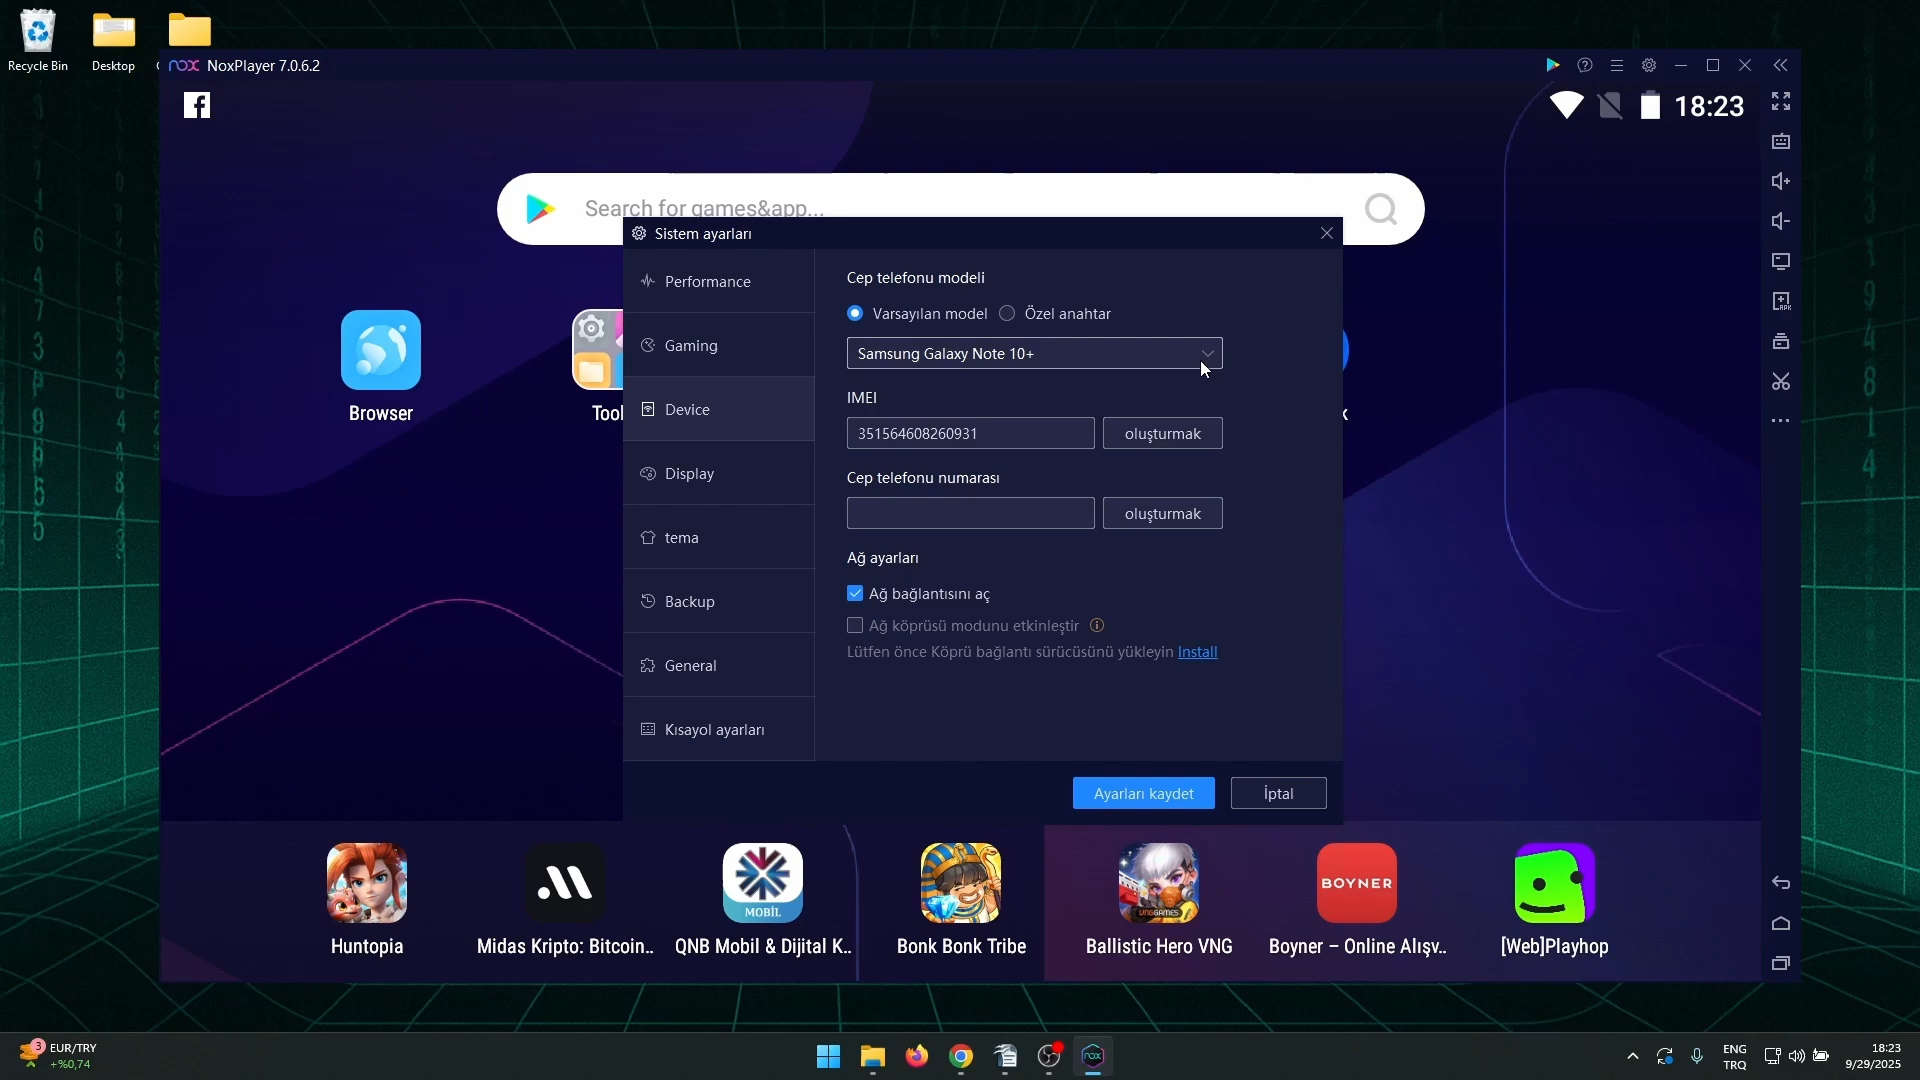 Recycle Bin
Desktop
nox NoxPlayer 7.0.6.2
18:23
Search for games&app...
Sistem ayarları
Performance
Gaming
Device
Display
tema
Backup
General
Kısayol ayarları
Cep telefonu modeli
Varsayılan model
Özel anahtar
Samsung Galaxy Note 10+
IMEI
351564608260931
oluşturmak
Cep telefonu numarası
oluşturmak
Ağ ayarları
Ağ bağlantısını aç
Ağ köprüsü modunu etkinleştir
Lütfen önce Köprü bağlantı sürücüsünü yükleyin Install
Ayarları kaydet
İptal
Browser
Tool
k
MOBİL
VNGGAMES
BOYNER
Huntopia
Midas Kripto: Bitcoin..
QNB Mobil & Dijital K..
Bonk Bonk Tribe
Ballistic Hero VNG
Boyner – Online Alışv..
[Web]Playhop
3
EUR/TRY
+%0,74
nox
ENG
TRQ
18:23
9/29/2025